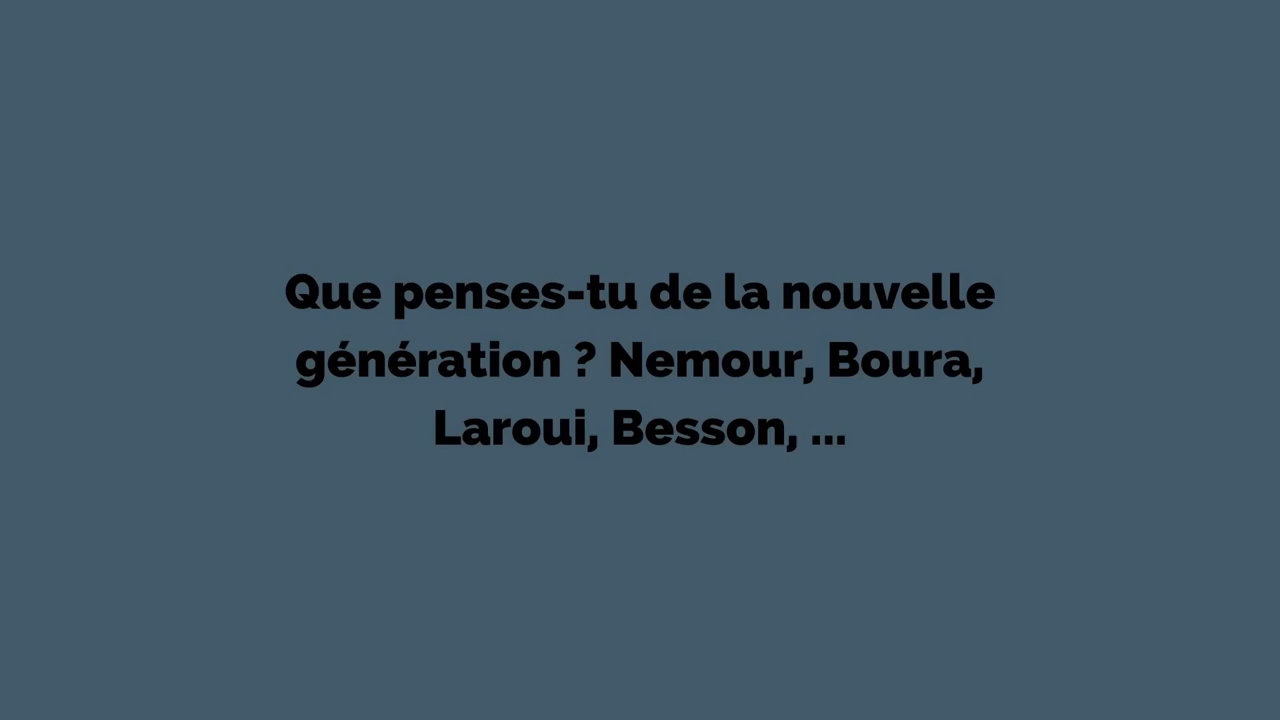 Que penses-tu de la nouvelle
génération ? Nemour, Boura,
Laroui, Besson, ...